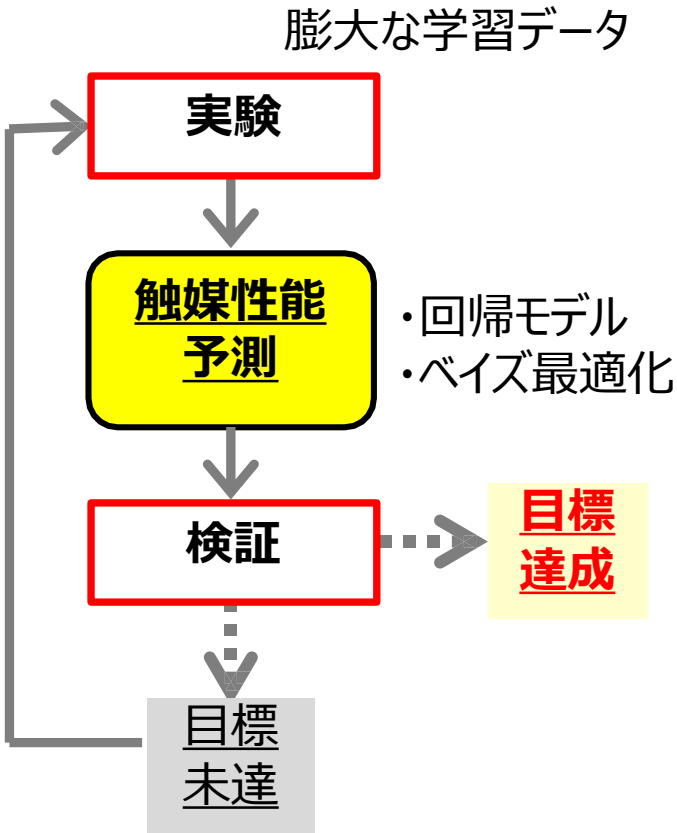 膨大な学習データ
実験
触媒性能
予測
・回帰モデル
・ベイズ最適化
検証
目標
達成
目標
未達